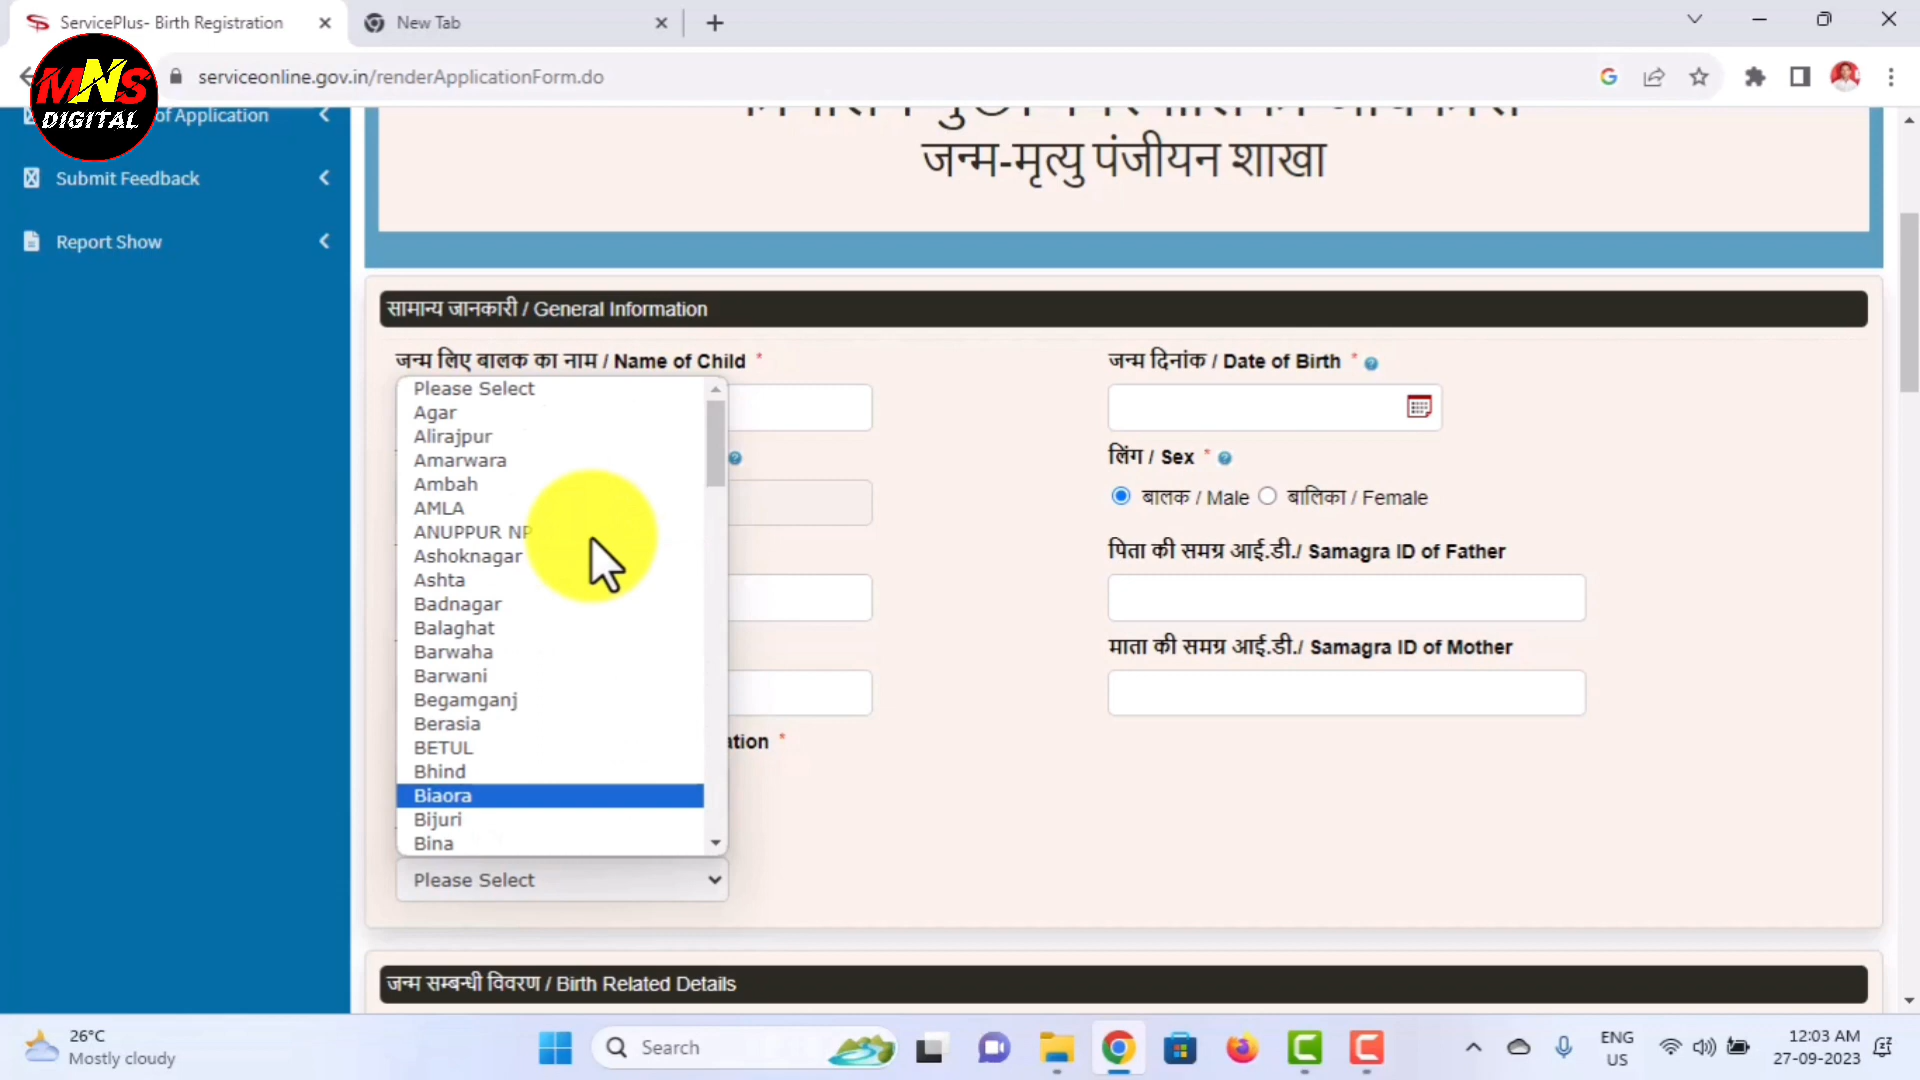 ServicePlus- Birth Registration
New Tab
serviceonline.gov.in/renderApplicationForm.do
MNS
DIGITAL
of Application
Submit Feedback
Report Show
जन्म-मृत्यु पंजीयन शाखा
सामान्य जानकारी / General Information
जन्म लिए बालक का नाम / Name of Child *
जन्म दिनांक / Date of Birth *
Please Select
Agar
Alirajpur
Amarwara
Ambah
AMLA
ANUPPUR NP
Ashoknagar
Ashta
Badnagar
Balaghat
Barwaha
Barwani
Begamganj
Berasia
BETUL
Bhind
Biaora
Bijuri
Bina
Please Select
लिंग / Sex *
बालक / Male बालिका / Female
पिता की समग्र आई.डी./ Samagra ID of Father
माता की समग्र आई.डी./ Samagra ID of Mother
ation *
जन्म सम्बन्धी विवरण / Birth Related Details
26°C
Mostly cloudy
Search
ENG
US
12:03 AM
27-09-2023